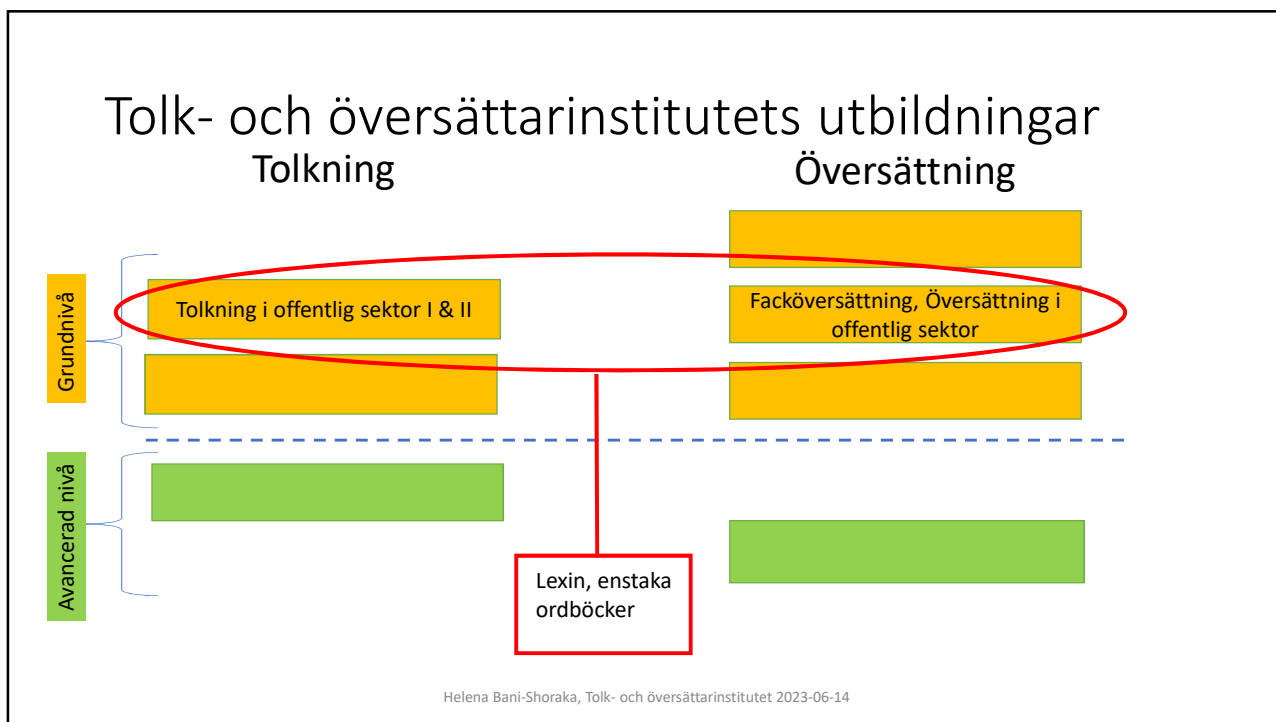 Tolk- och översättarinstitutets utbildningar
Tolkning
Översättning
Grundnivå
Tolkning i offentlig sektor I & II
Facköversättning, Översättning i
offentlig sektor
Avancerad nivå
Lexin, enstaka
ordböcker
Helena Bani-Shoraka, Tolk- och översättarinstitutet 2023-06-14